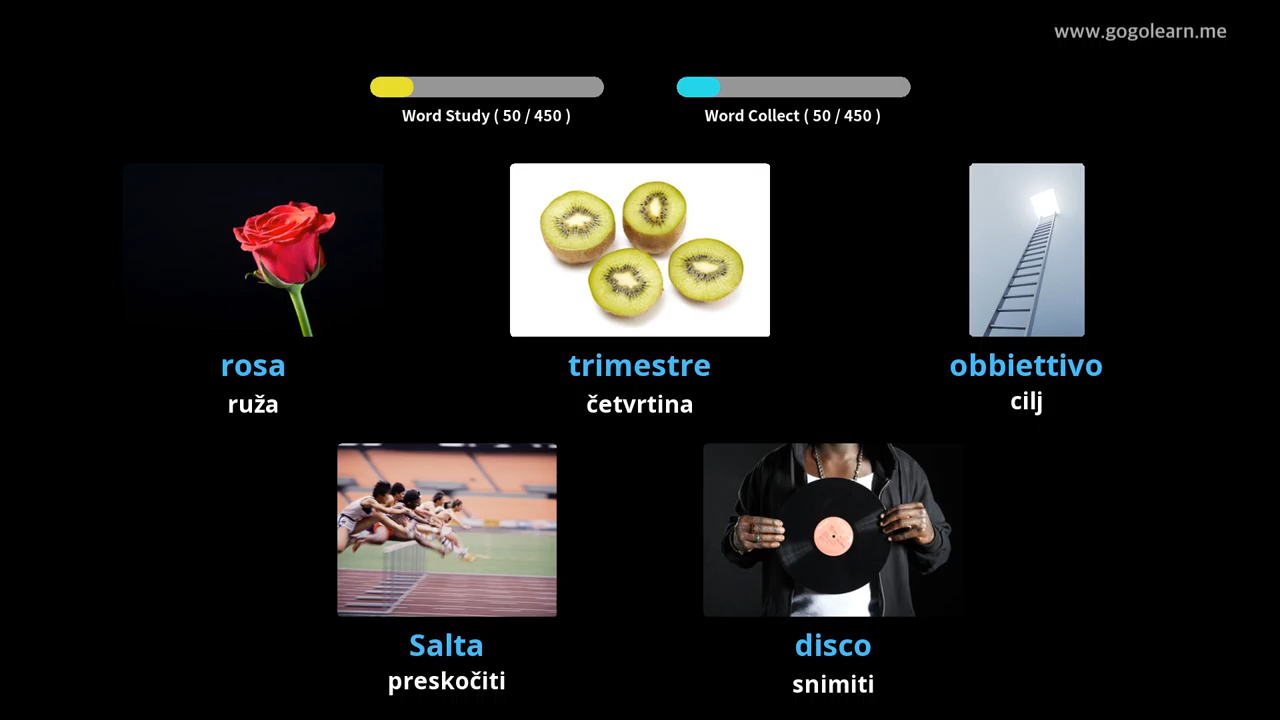 www.gogolearn.me
Word Study ( 50 / 450 )
Word Collect ( 50 / 450 )
rosa
ruža
trimestre
četvrtina
obbiettivo
cilj
Salta
preskočiti
disco
snimiti